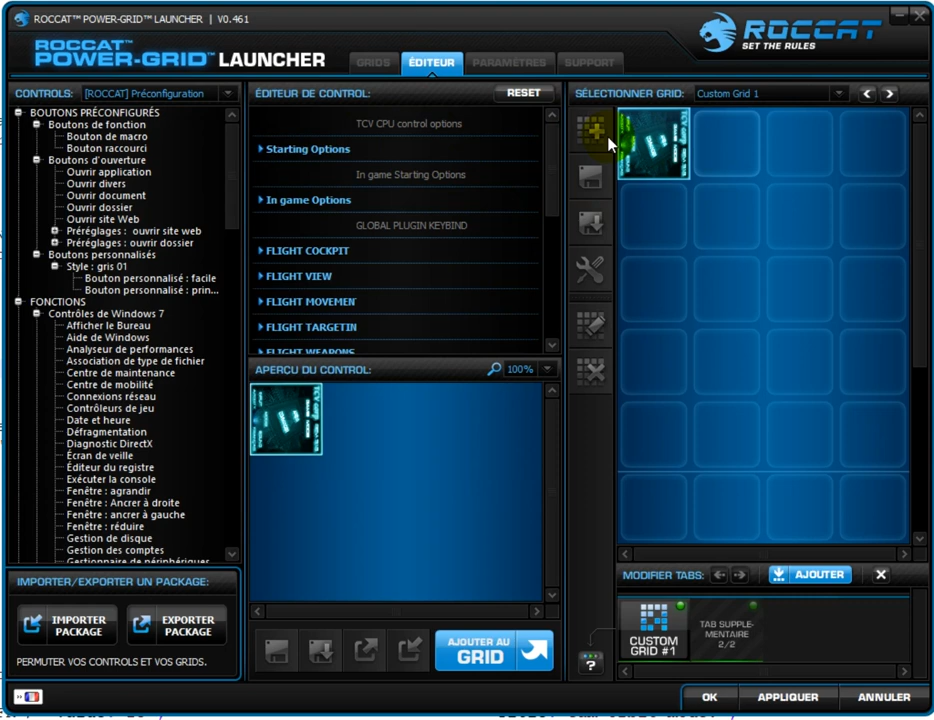 ROCCAT™ POWER-GRID™ LAUNCHER | V0.461
ROCCAT™
POWER-GRID™ LAUNCHER
GRIDS ÉDITEUR PARAMÈTRES SUPPORT
ROCCAT
SET THE RULES
CONTROLS: [ROCCAT] Préconfiguration
BOUTONS PRÉCONFIGURÉS
Boutons de fonction
Bouton de macro
Bouton raccourci
Boutons d'ouverture
Ouvrir application
Ouvrir divers
Ouvrir document
Ouvrir dossier
Ouvrir site Web
Préréglages : ouvrir site web
Préréglages : ouvrir dossier
Boutons personnalisés
Style : gris 01
Bouton personnalisé : facile
Bouton personnalisé : prin...
FONCTIONS
Contrôles de Windows 7
Afficher le Bureau
Aide de Windows
Analyseur de performances
Association de type de fichier
Centre de maintenance
Centre de mobilité
Connexions réseau
Contrôleurs de jeu
Date et heure
Défragmentation
Diagnostic DirectX
Écran de veille
Éditeur du registre
Exécuter la console
Fenêtre : agrandir
Fenêtre : Ancrer à droite
Fenêtre : ancrer à gauche
Fenêtre : réduire
Gestion de disque
Gestion des comptes
Gestionnaire de périphériques
IMPORTER/EXPORTER UN PACKAGE:
IMPORTER PACKAGE
EXPORTER PACKAGE
PERMUTER VOS CONTROLS ET VOS GRIDS.
ÉDITEUR DE CONTROL: RESET
TCV CPU control options
Starting Options
In game Starting Options
In game Options
GLOBAL PLUGIN KEYBIND
FLIGHT COCKPIT
FLIGHT VIEW
FLIGHT MOVEMEN
FLIGHT TARGETIN
FLIGHT WEAPONS
APERÇU DU CONTROL: 100%
AJOUTER AU
GRID
SÉLECTIONNER GRID: Custom Grid 1
MODIFIER TABS: AJOUTER X
CUSTOM
GRID #1
TAB SUPPLE-
MENTAIRE
2/2
?
OK APPLIQUER ANNULER